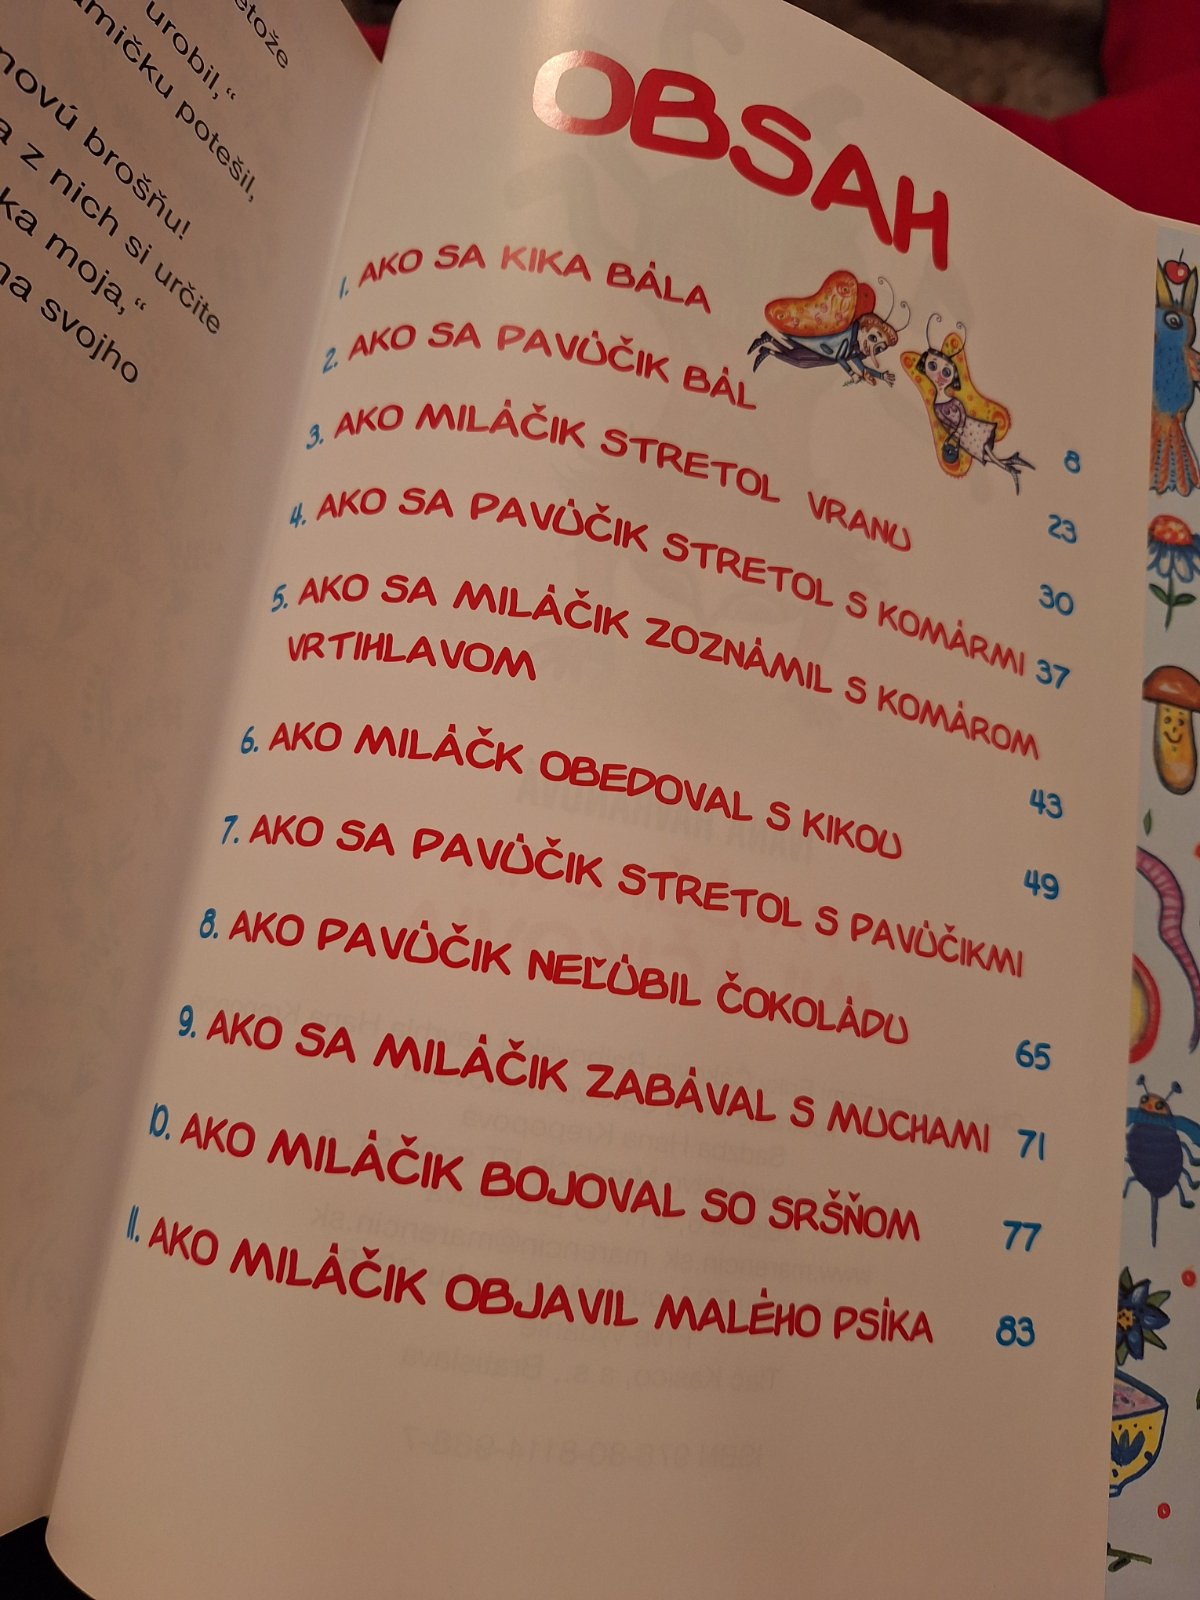 urobil,“
potešil,
novú brošňu!
z nich si určite
moja,“
na svojho
OBSAH
1. AKO SA KIKA BÁLA 8
2. AKO SA PAVÚČIK BÁL 23
3. AKO MILÁČIK STRETOL VRANU 30
4. AKO SA PAVÚČIK STRETOL S KOMÁRMI 37
5. AKO SA MILÁČIK ZOZNÁMIL S KOMÁROM
VRTIHLAVOM 43
6. AKO MILÁČK OBEDOVAL S KIKOU 49
7. AKO SA PAVÚČIK STRETOL S PAVÚČIKMI
8. AKO PAVÚČIK NEĽÚBIL ČOKOLÁDU 65
9. AKO SA MILÁČIK ZABÁVAL S MUCHAMI 71
10. AKO MILÁČIK BOJOVAL SO SRŠŇOM 77
11. AKO MILÁČIK OBJAVIL MALÉHO PSÍKA 83